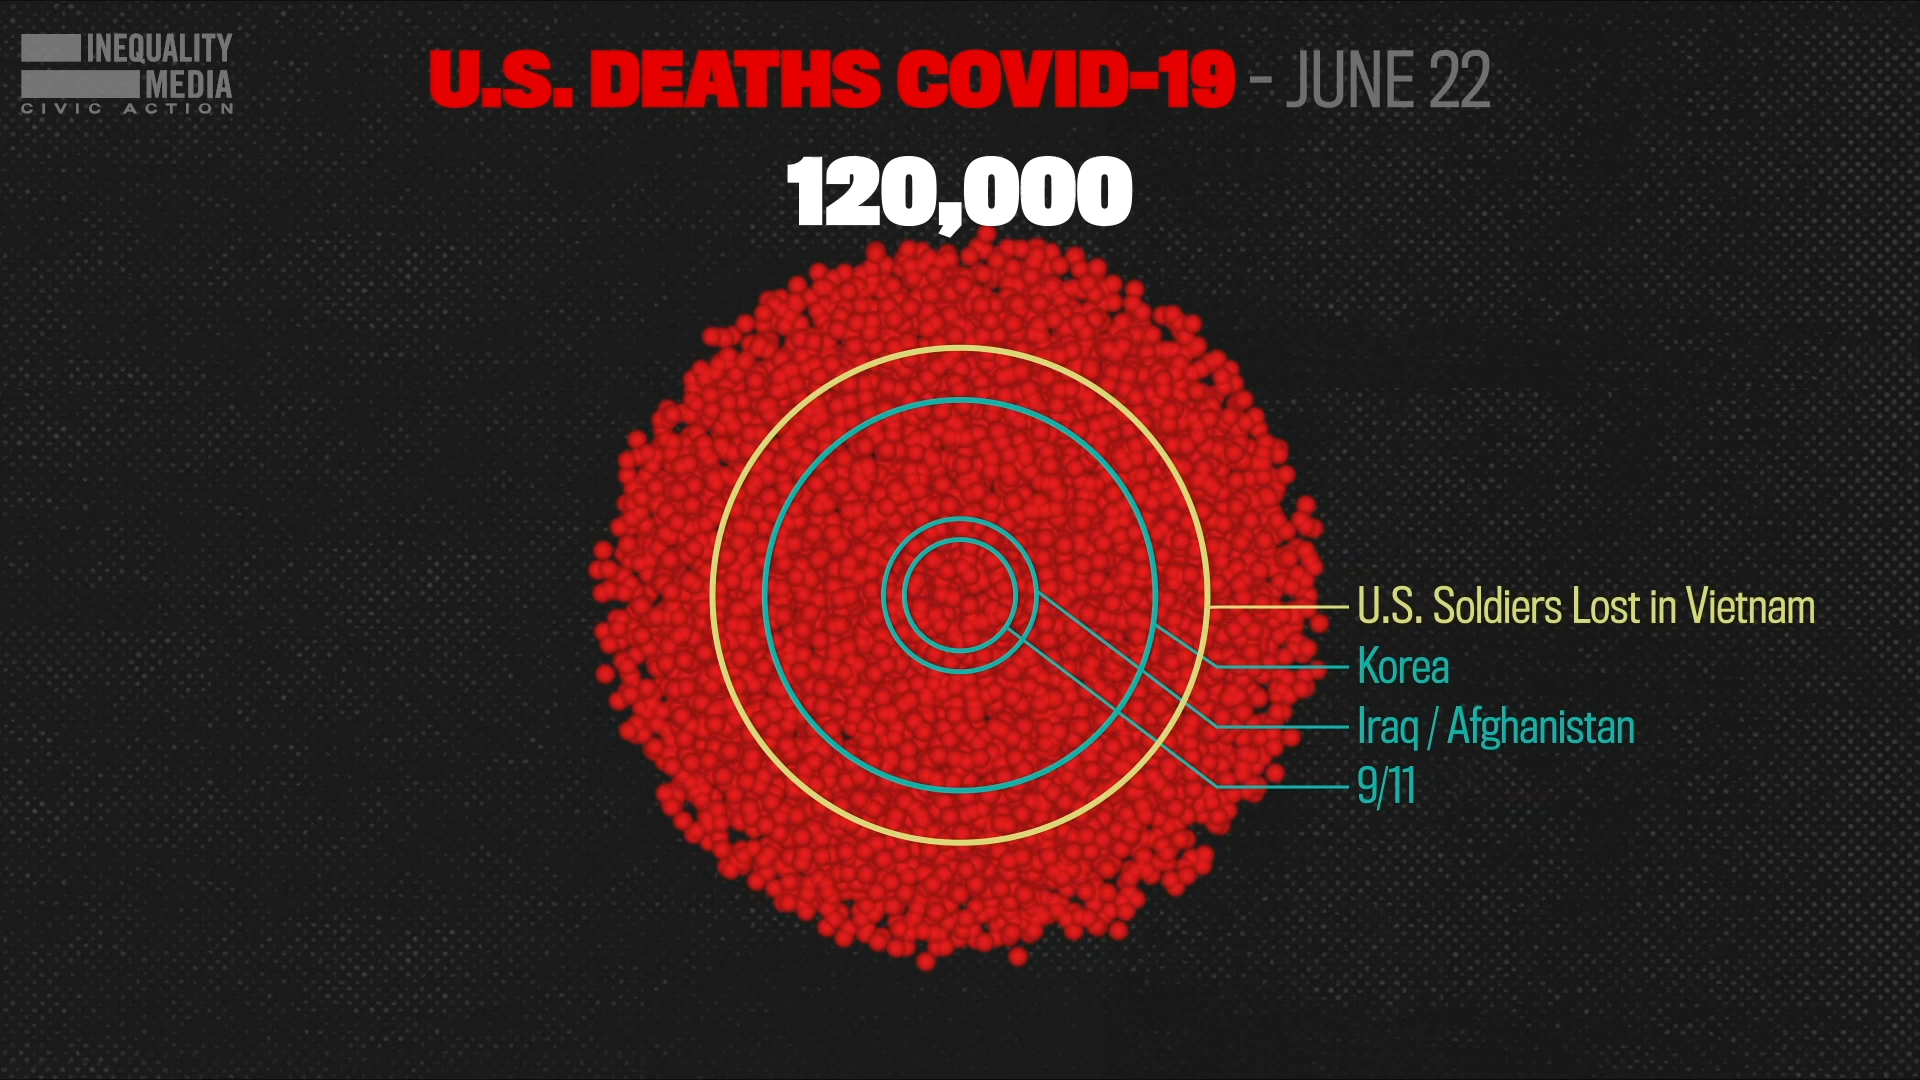 INEQUALITY
MEDIA
CIVIC ACTION
U.S. DEATHS COVID-19 - JUNE 22
120,000
U.S. Soldiers Lost in Vietnam
Korea
Iraq / Afghanistan
9/11